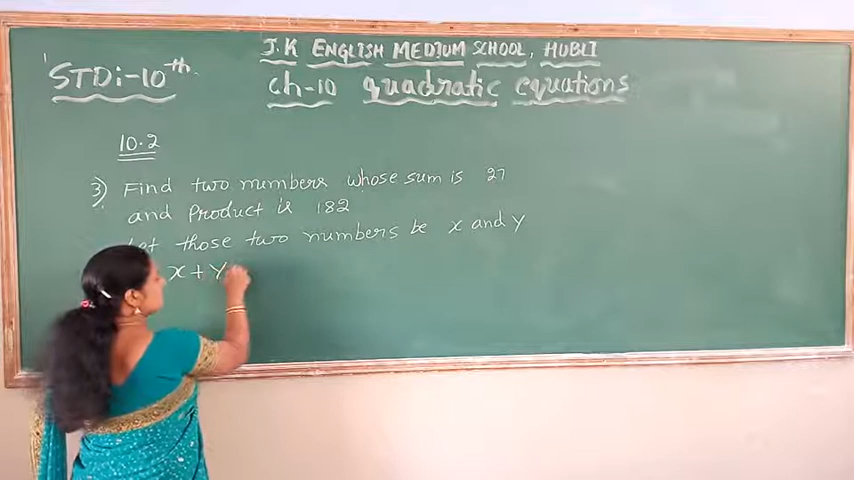 J.K ENGLISH MEDIUM SCHOOL, HUBLI
STD:-10th.
ch-10 quadratic equations
10.2
3) Find two numbers whose sum is 27
and Product is 182
Let those two numbers be x and y
x + y